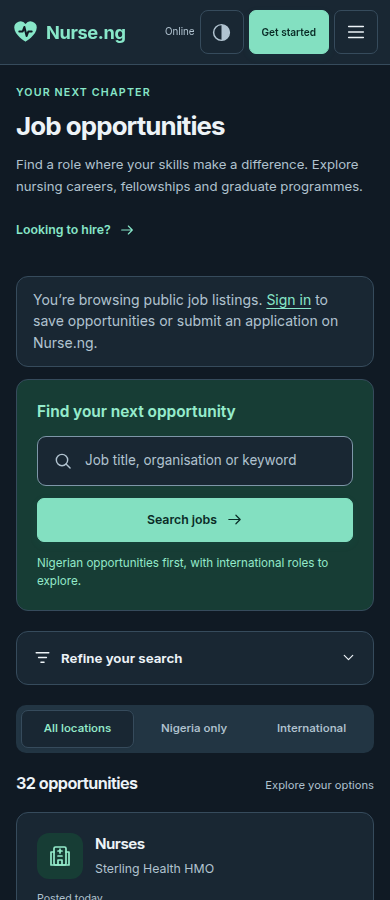 Nurse.ng
Online
Get started
YOUR NEXT CHAPTER
Job opportunities
Find a role where your skills make a difference. Explore
nursing careers, fellowships and graduate programmes.
Looking to hire? →
You’re browsing public job listings. Sign in to
save opportunities or submit an application on
Nurse.ng.
Find your next opportunity
Job title, organisation or keyword
Search jobs →
Nigerian opportunities first, with international roles to
explore.
Refine your search
All locations
Nigeria only
International
32 opportunities
Explore your options
Nurses
Sterling Health HMO
Posted today